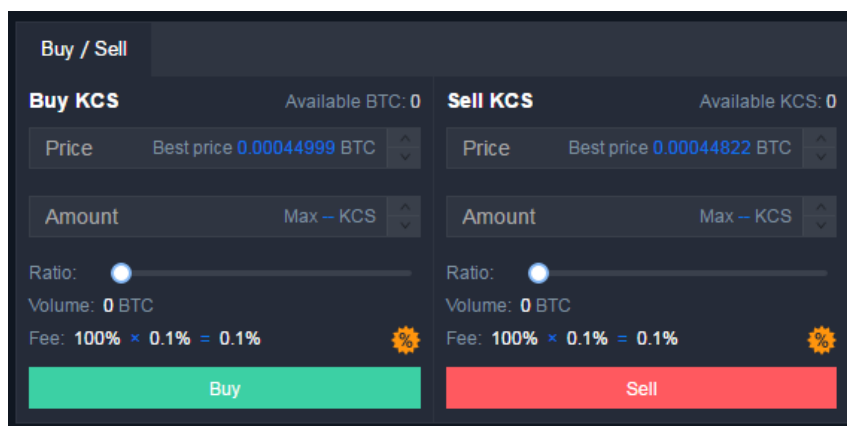 Buy / Sell
Buy KCS
Available BTC: 0
Price Best price 0.00044999 BTC
Amount Max -- KCS
Ratio:
Volume: 0 BTC
Fee: 100% × 0.1% = 0.1%
%
Buy
Sell KCS
Available KCS: 0
Price Best price 0.00044822 BTC
Amount Max -- KCS
Ratio:
Volume: 0 BTC
Fee: 100% × 0.1% = 0.1%
%
Sell